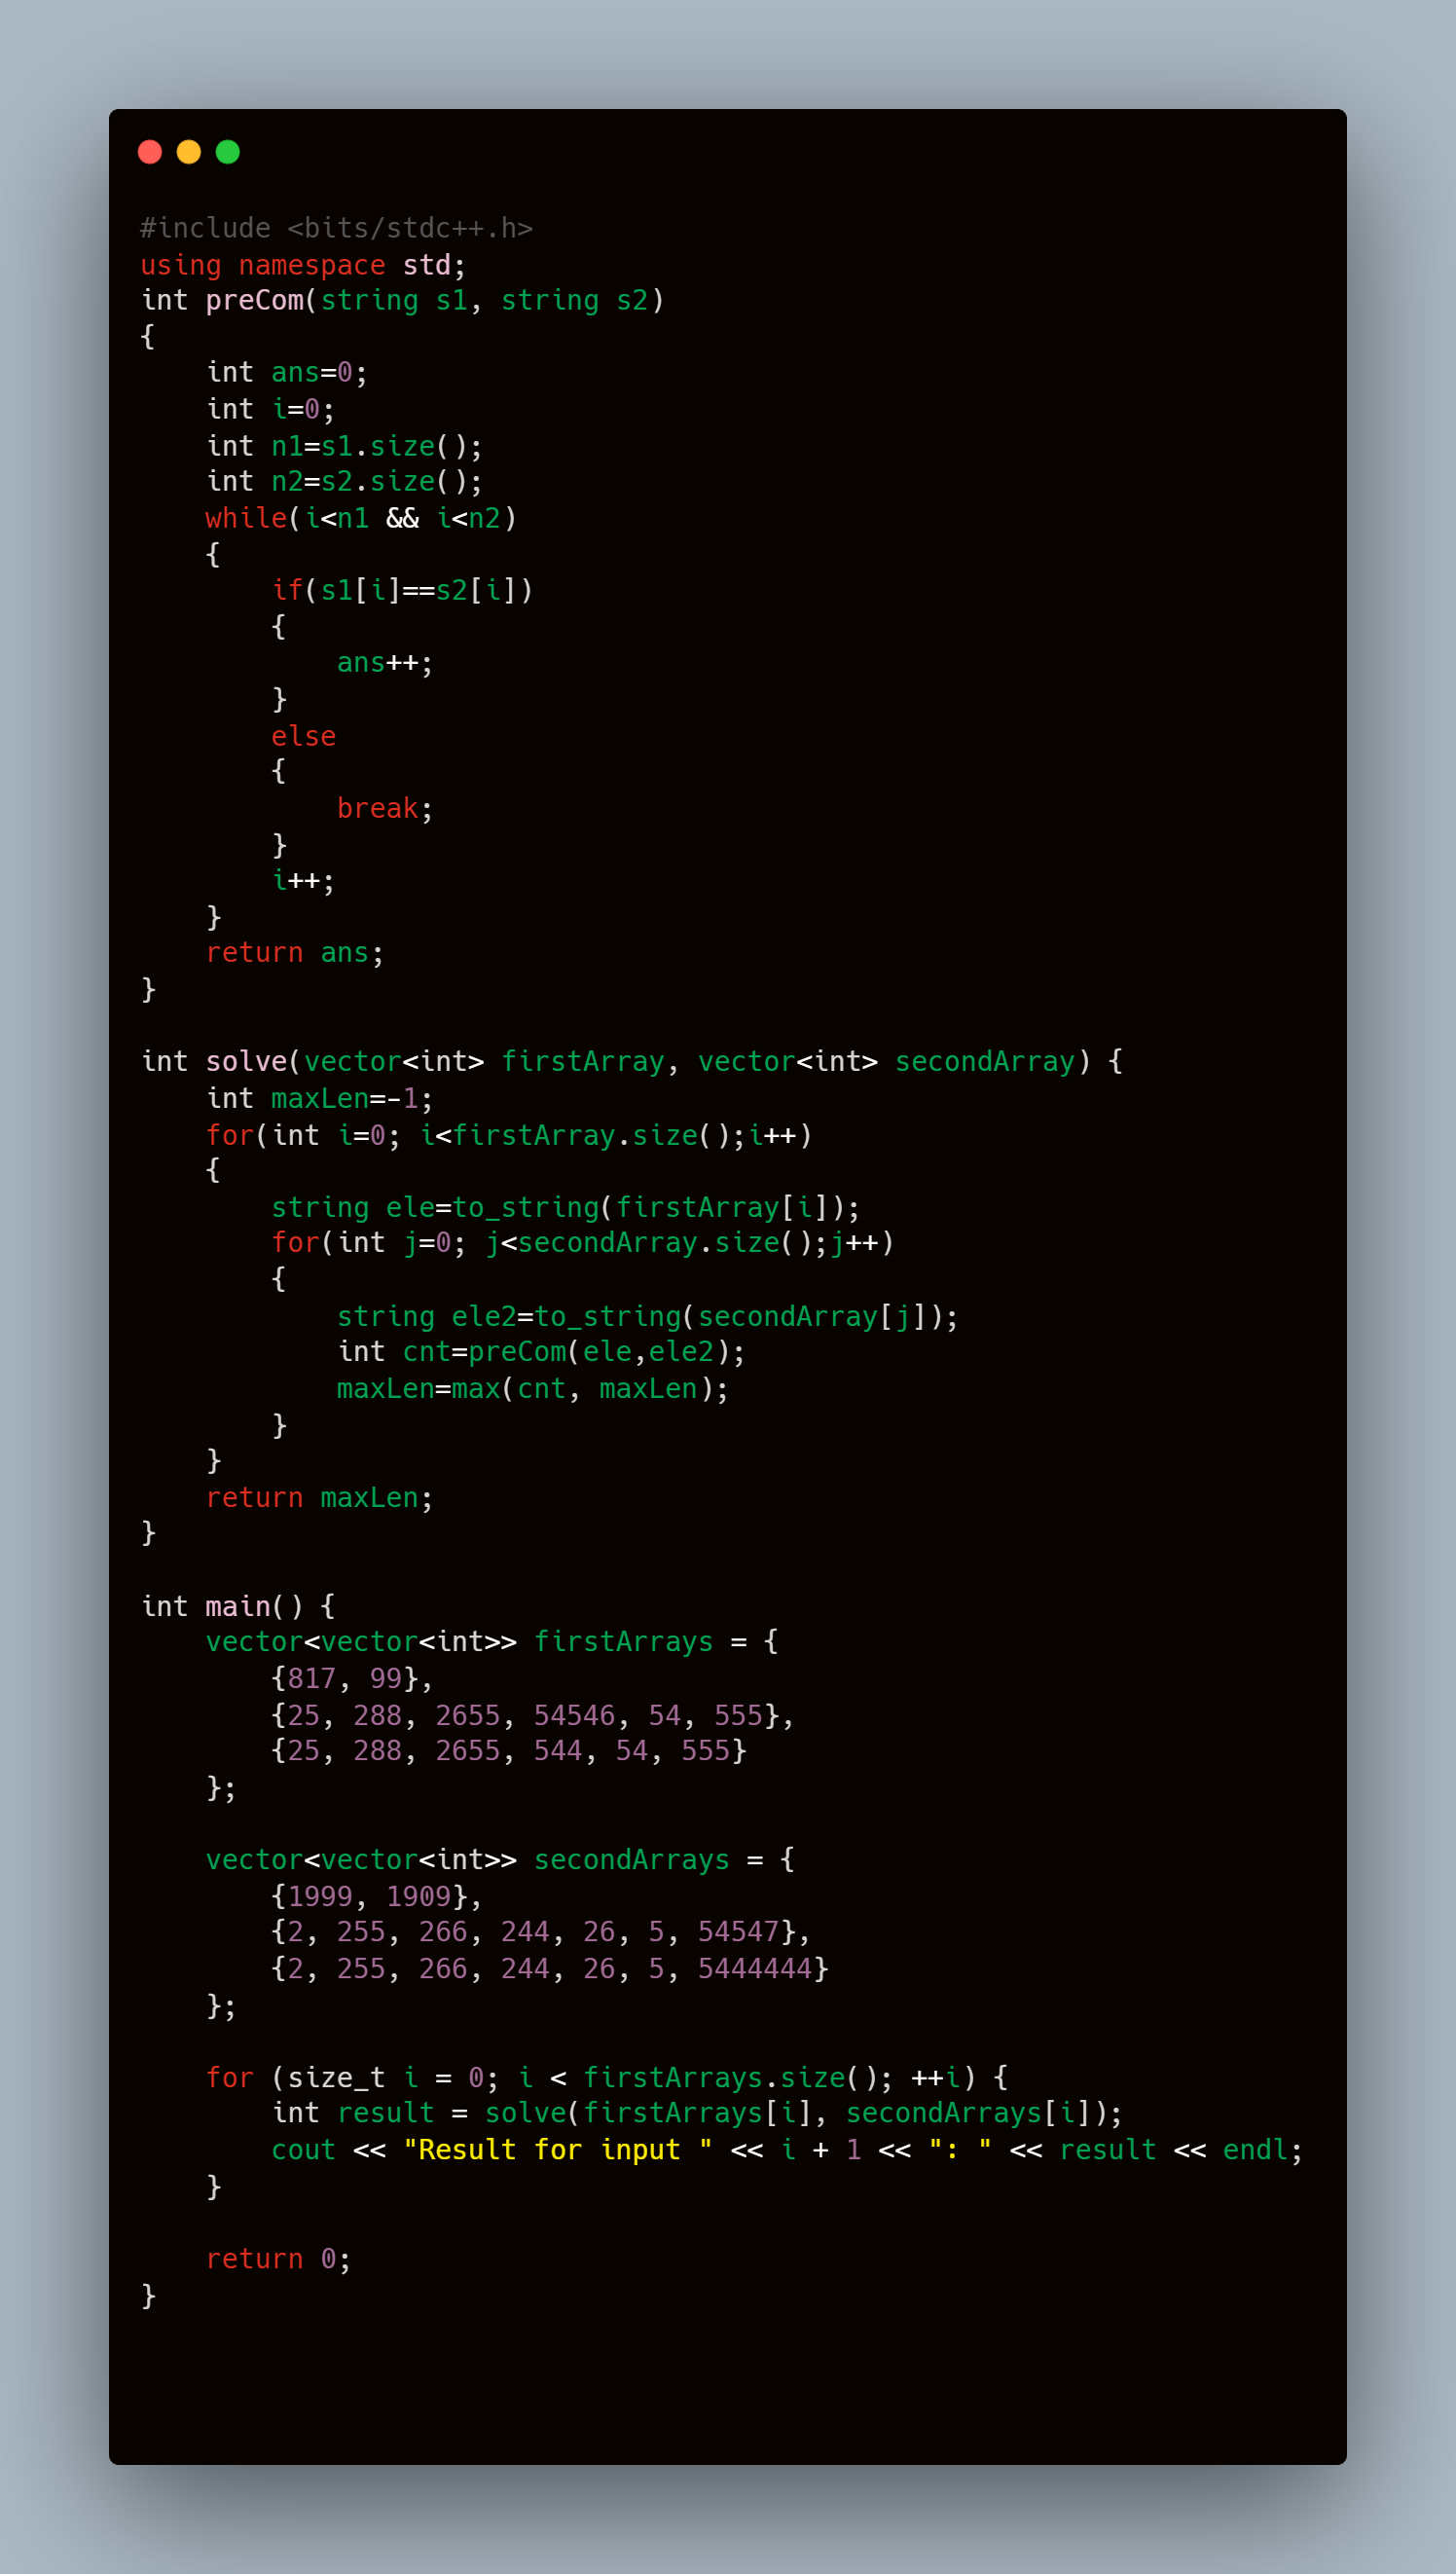 #include <bits/stdc++.h>
using namespace std;
int preCom(string s1, string s2)
{
    int ans=0;
    int i=0;
    int n1=s1.size();
    int n2=s2.size();
    while(i<n1 && i<n2)
    {
        if(s1[i]==s2[i])
        {
            ans++;
        }
        else
        {
            break;
        }
        i++;
    }
    return ans;
}

int solve(vector<int> firstArray, vector<int> secondArray) {
    int maxLen=-1;
    for(int i=0; i<firstArray.size();i++)
    {
        string ele=to_string(firstArray[i]);
        for(int j=0; j<secondArray.size();j++)
        {
            string ele2=to_string(secondArray[j]);
            int cnt=preCom(ele,ele2);
            maxLen=max(cnt, maxLen);
        }
    }
    return maxLen;
}

int main() {
    vector<vector<int>> firstArrays = {
        {817, 99},
        {25, 288, 2655, 54546, 54, 555},
        {25, 288, 2655, 544, 54, 555}
    };

    vector<vector<int>> secondArrays = {
        {1999, 1909},
        {2, 255, 266, 244, 26, 5, 54547},
        {2, 255, 266, 244, 26, 5, 5444444}
    };

    for (size_t i = 0; i < firstArrays.size(); ++i) {
        int result = solve(firstArrays[i], secondArrays[i]);
        cout << "Result for input " << i + 1 << ": " << result << endl;
    }

    return 0;
}